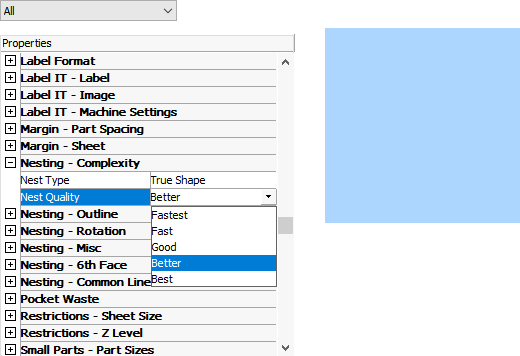 All
Properties
Label Format
Label IT - Label
Label IT - Image
Label IT - Machine Settings
Margin - Part Spacing
Margin - Sheet
Nesting - Complexity
Nest Type True Shape
Nest Quality Better
Nesting - Outline Fastest
Nesting - Rotation Fast
Nesting - Misc Good
Nesting - 6th Face Better
Nesting - Common Line Best
Pocket Waste
Restrictions - Sheet Size
Restrictions - Z Level
Small Parts - Part Sizes